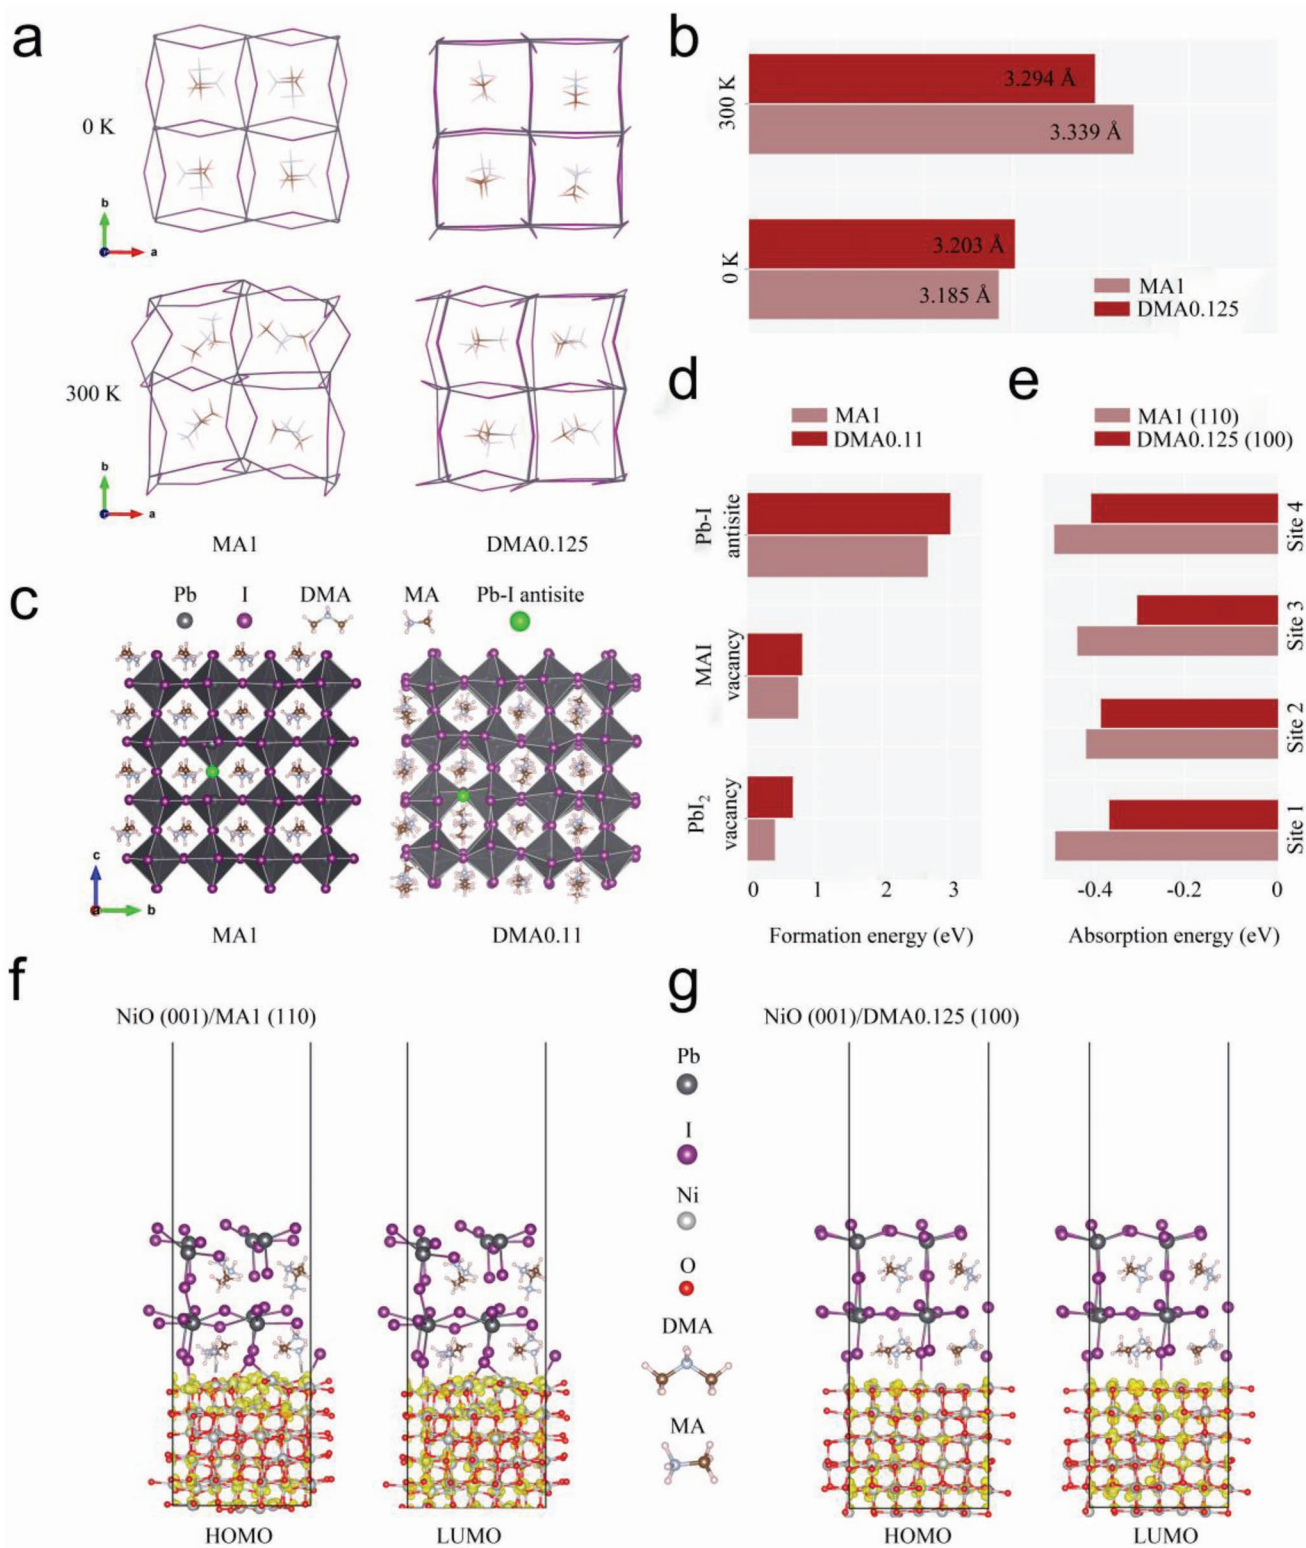 a
0 K
b
a
300 K
b
a
MA1
DMA0.125
b
300 K
3.294 Å
3.339 Å
0 K
3.203 Å
3.185 Å
MA1
DMA0.125
c
Pb
I
DMA
MA
Pb-I antisite
c
a
b
MA1
DMA0.11
d
MA1
DMA0.11
Pb-I
antisite
MAI
vacancy
PbI2
vacancy
0
1
2
3
Formation energy (eV)
e
MA1 (110)
DMA0.125 (100)
Site 4
Site 3
Site 2
Site 1
-0.4
-0.2
0
Absorption energy (eV)
f
NiO (001)/MA1 (110)
HOMO
LUMO
g
NiO (001)/DMA0.125 (100)
Pb
I
Ni
O
DMA
MA
HOMO
LUMO